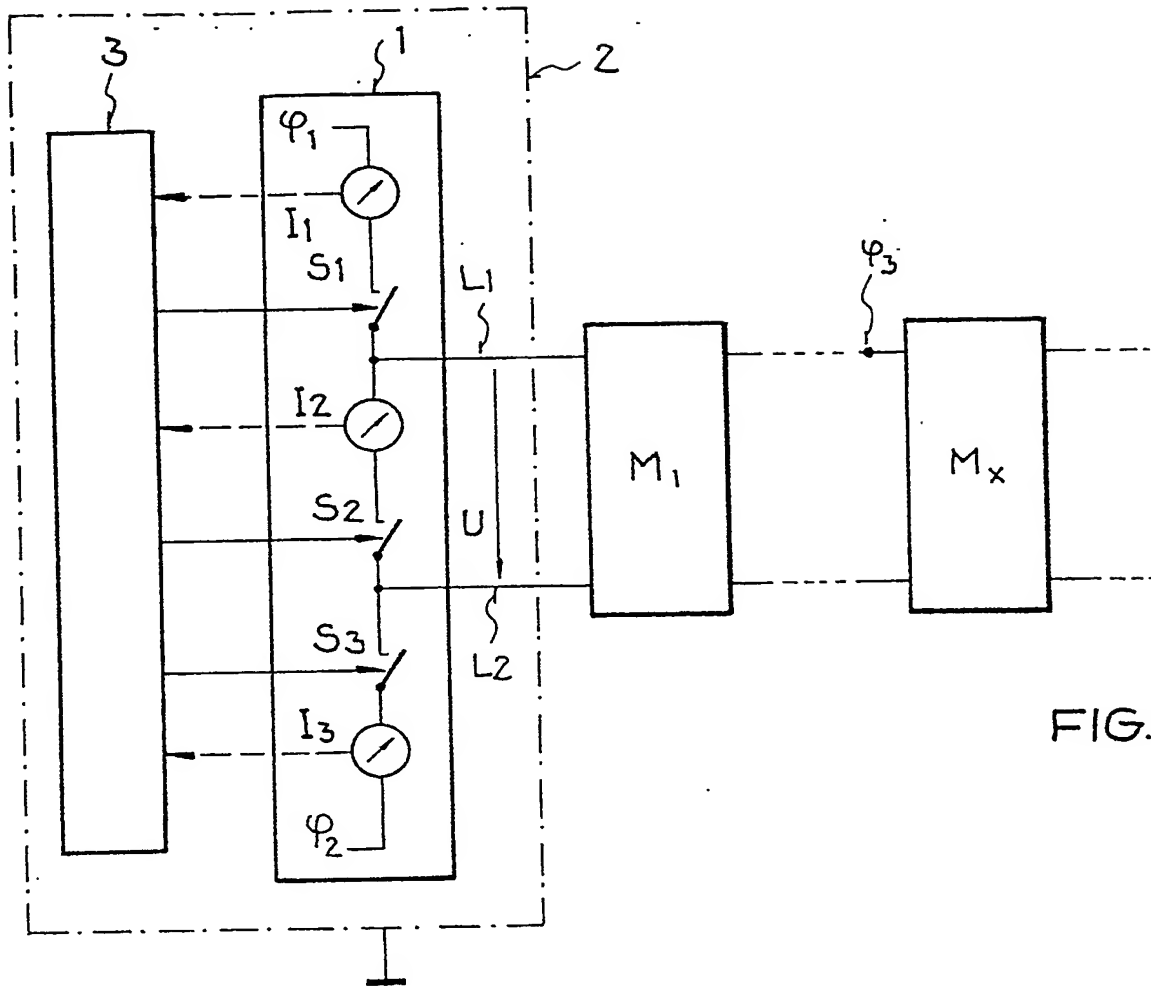 1
3
2
φ₁
I1
S1
L1
φ₃
I2
M₁
Mₓ
S2
U
S3
L2
I₃
FIG.
φ₂